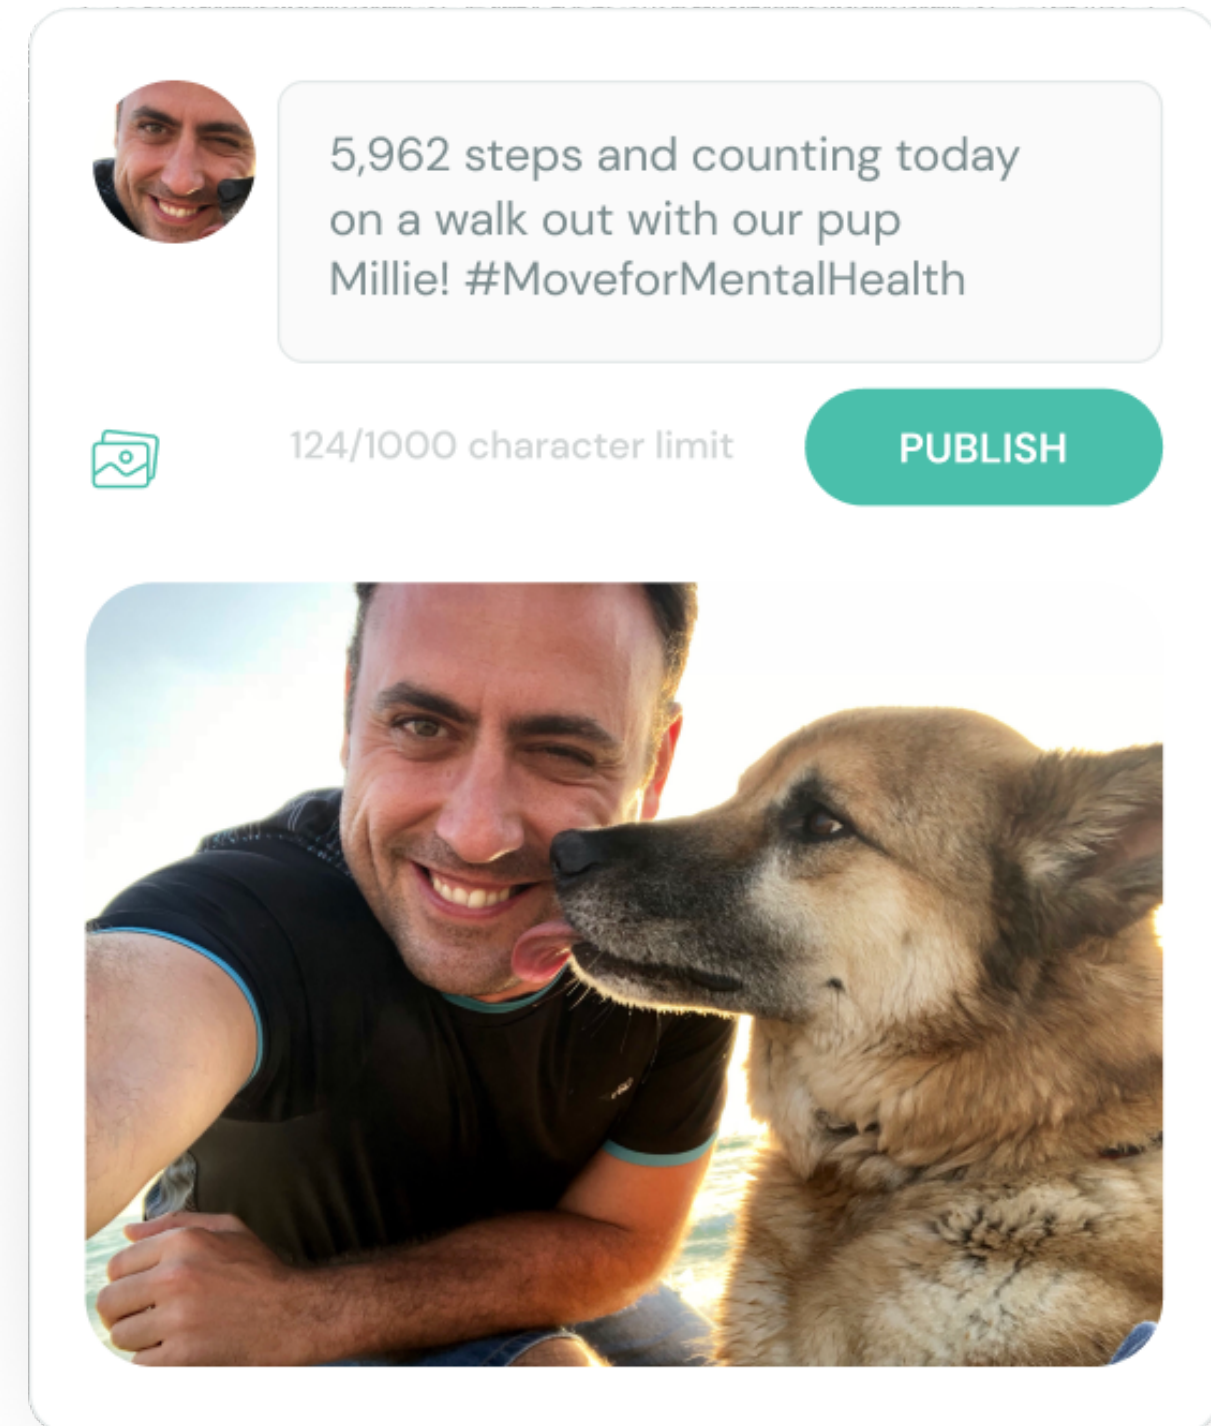 5,962 steps and counting today
on a walk out with our pup
Millie! #MoveforMentalHealth
124/1000 character limit
PUBLISH